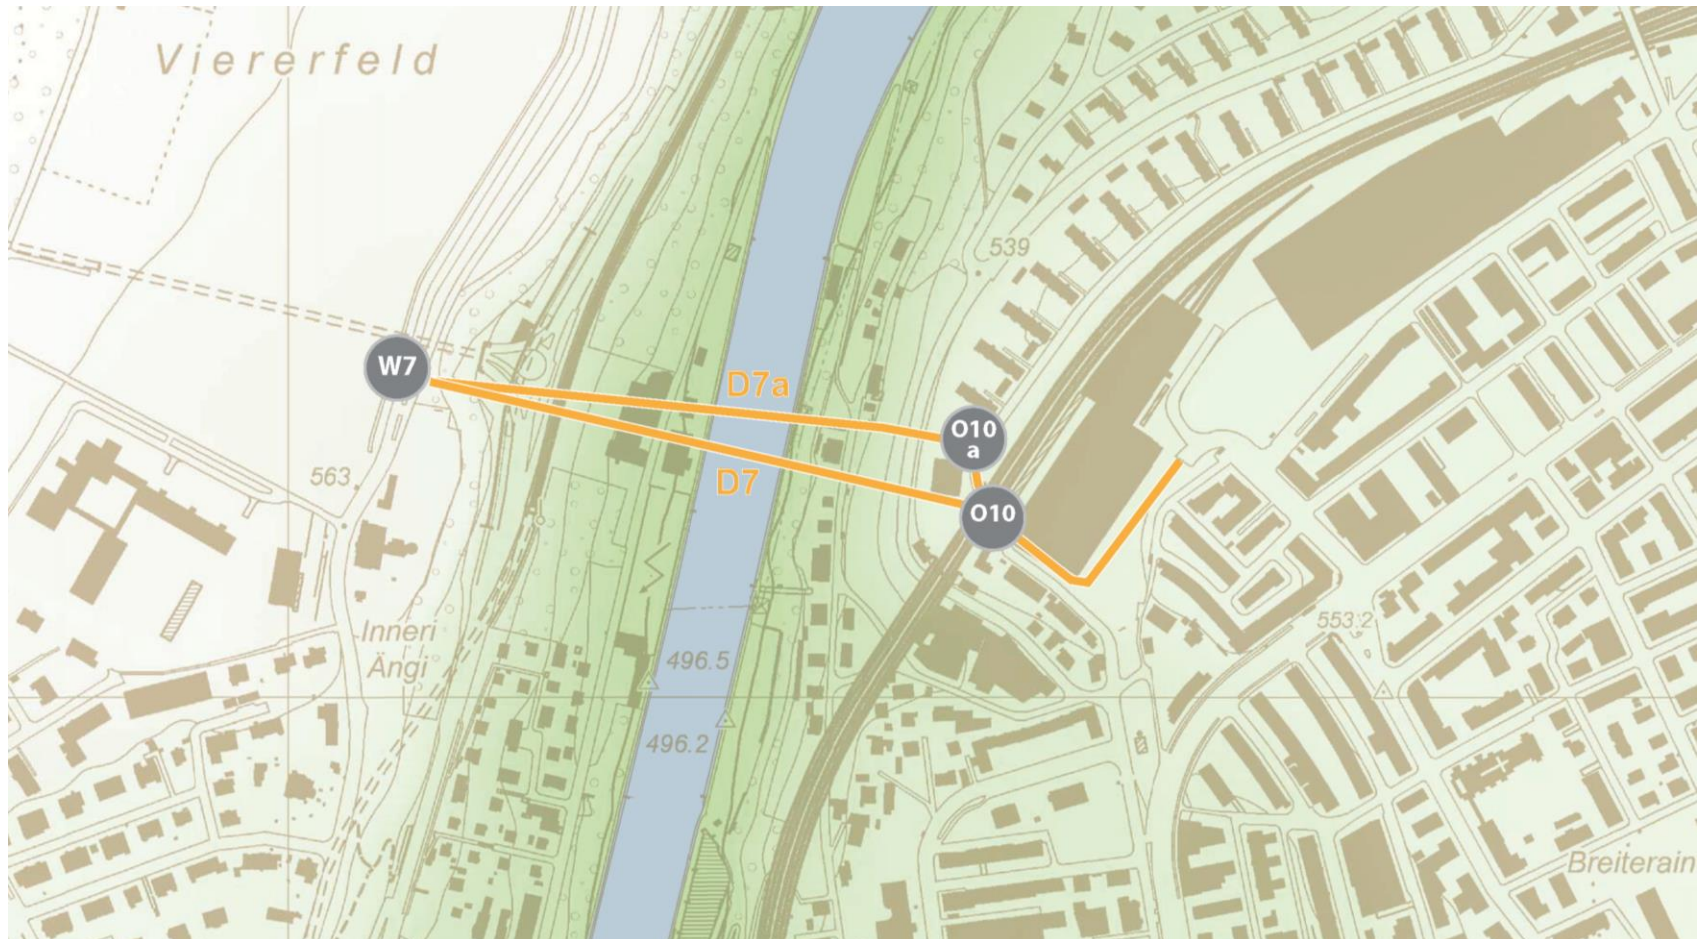 Viererfeld
539
W7
D7a
O10
a
D7
O10
563
553.2
Inneri
Ängi
496.5
496.2
Breiterain